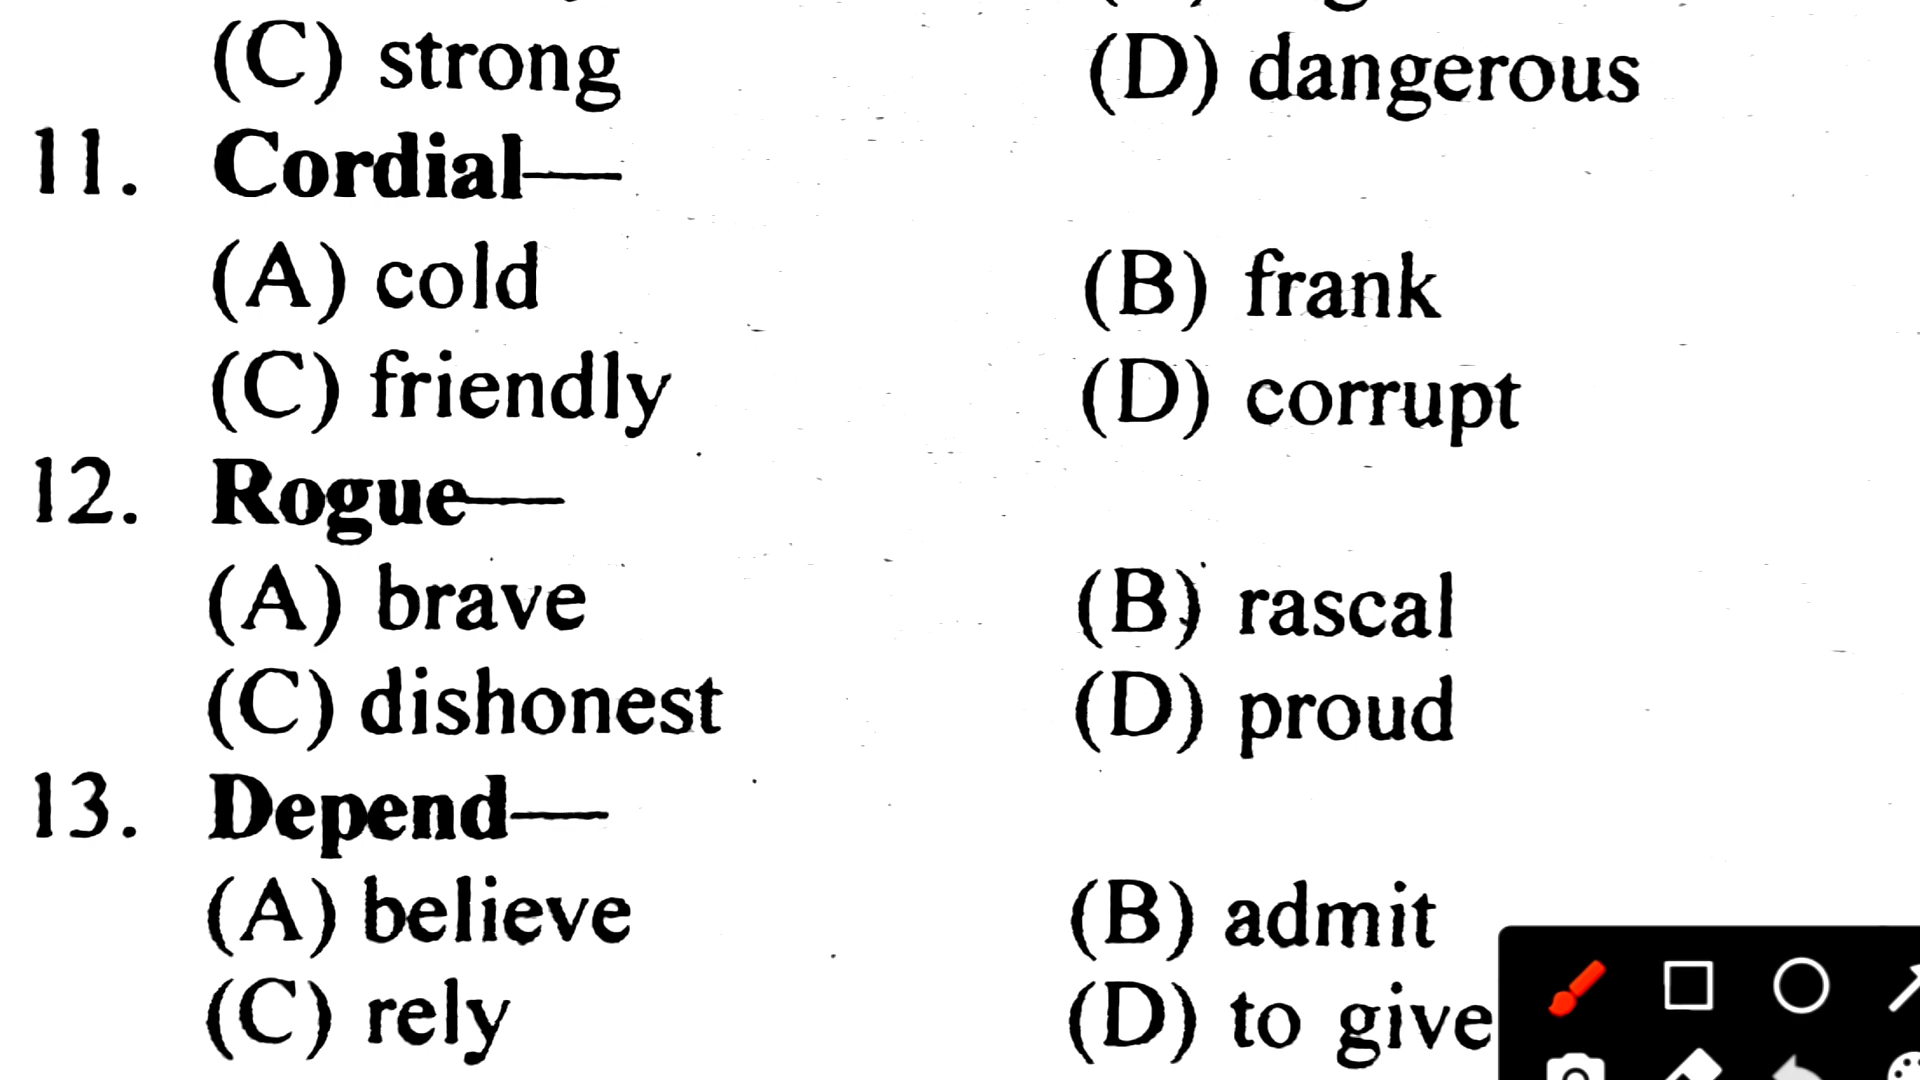 (C) strong (D) dangerous
11. Cordial—
(A) cold (B) frank
(C) friendly (D) corrupt
12. Rogue—
(A) brave (B) rascal
(C) dishonest (D) proud
13. Depend—
(A) believe (B) admit
(C) rely (D) to give